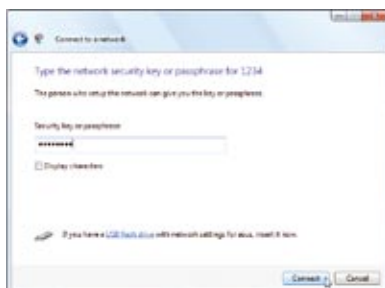 Connect to a network
Type the network security key or passphrase for 1234
The person who setup the network can give you the key or passphrase.
Security key or passphrase:
••••••••
Display characters
If you have a USB flash drive with network settings for asus, insert it now.
Connect
Cancel